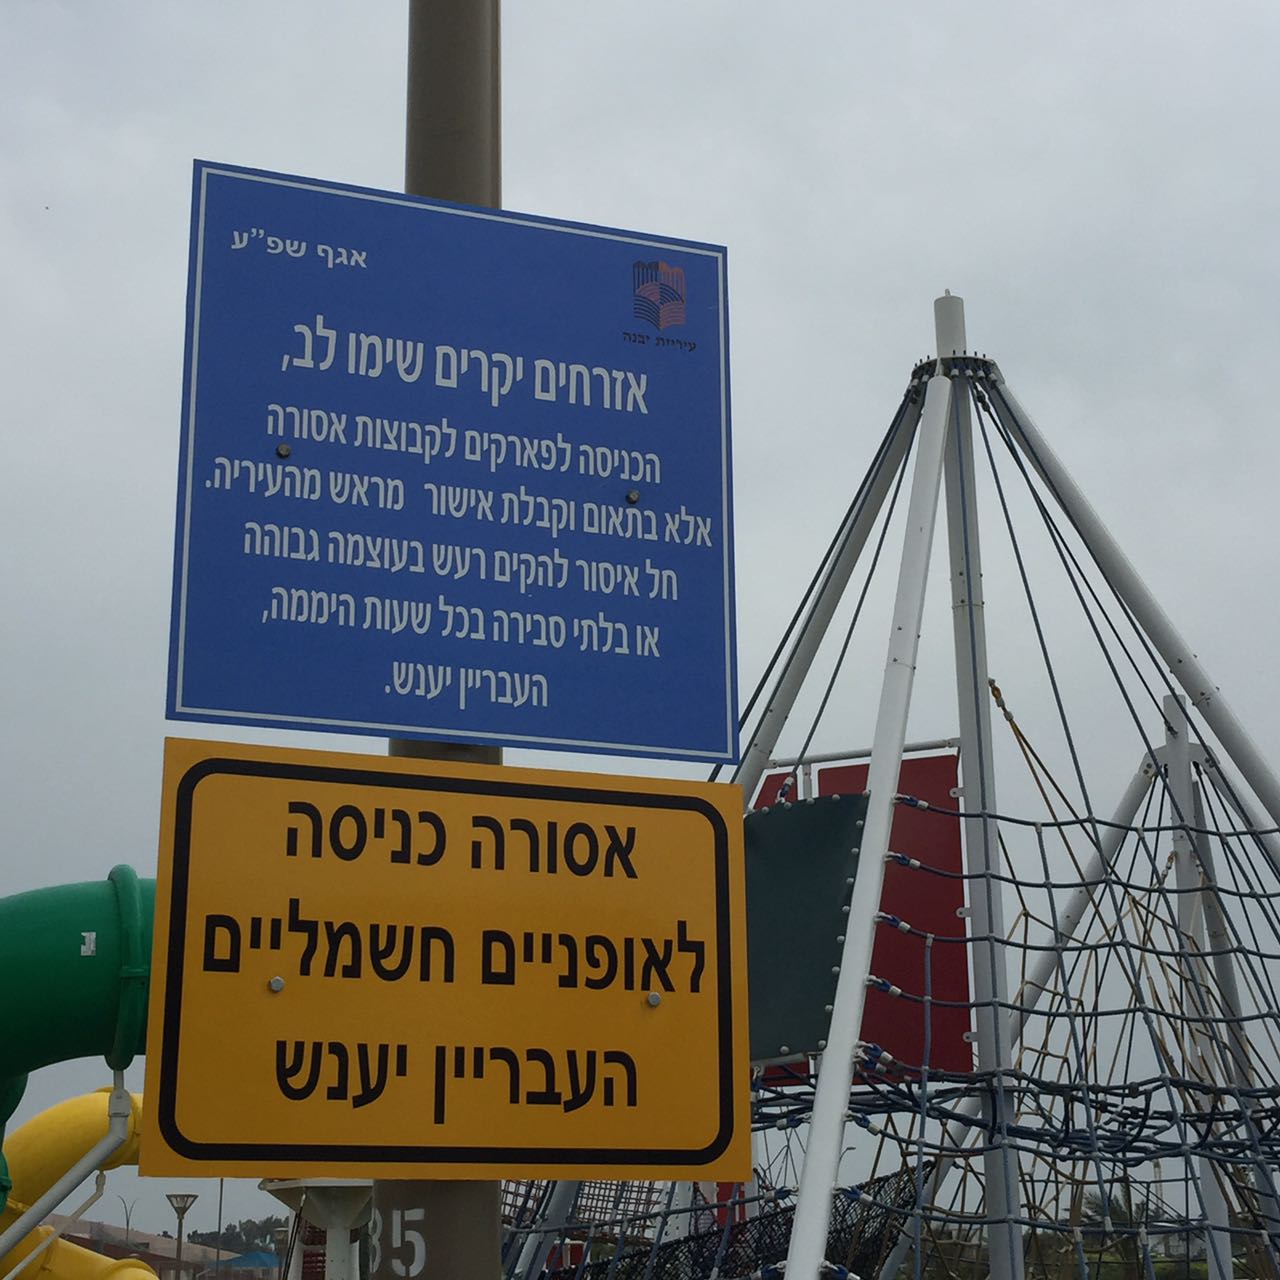 אגף שפ"ע
עיריית יבנה
אזרחים יקרים שימו לב,
הכניסה לפארקים לקבוצות אסורה
אלא בתאום וקבלת אישור מראש מהעיריה.
חל איסור להקים רעש בעוצמה גבוהה
או בלתי סבירה בכל שעות היממה,
העבריין יענש.
אסורה כניסה
לאופניים חשמליים
העבריין יענש
85